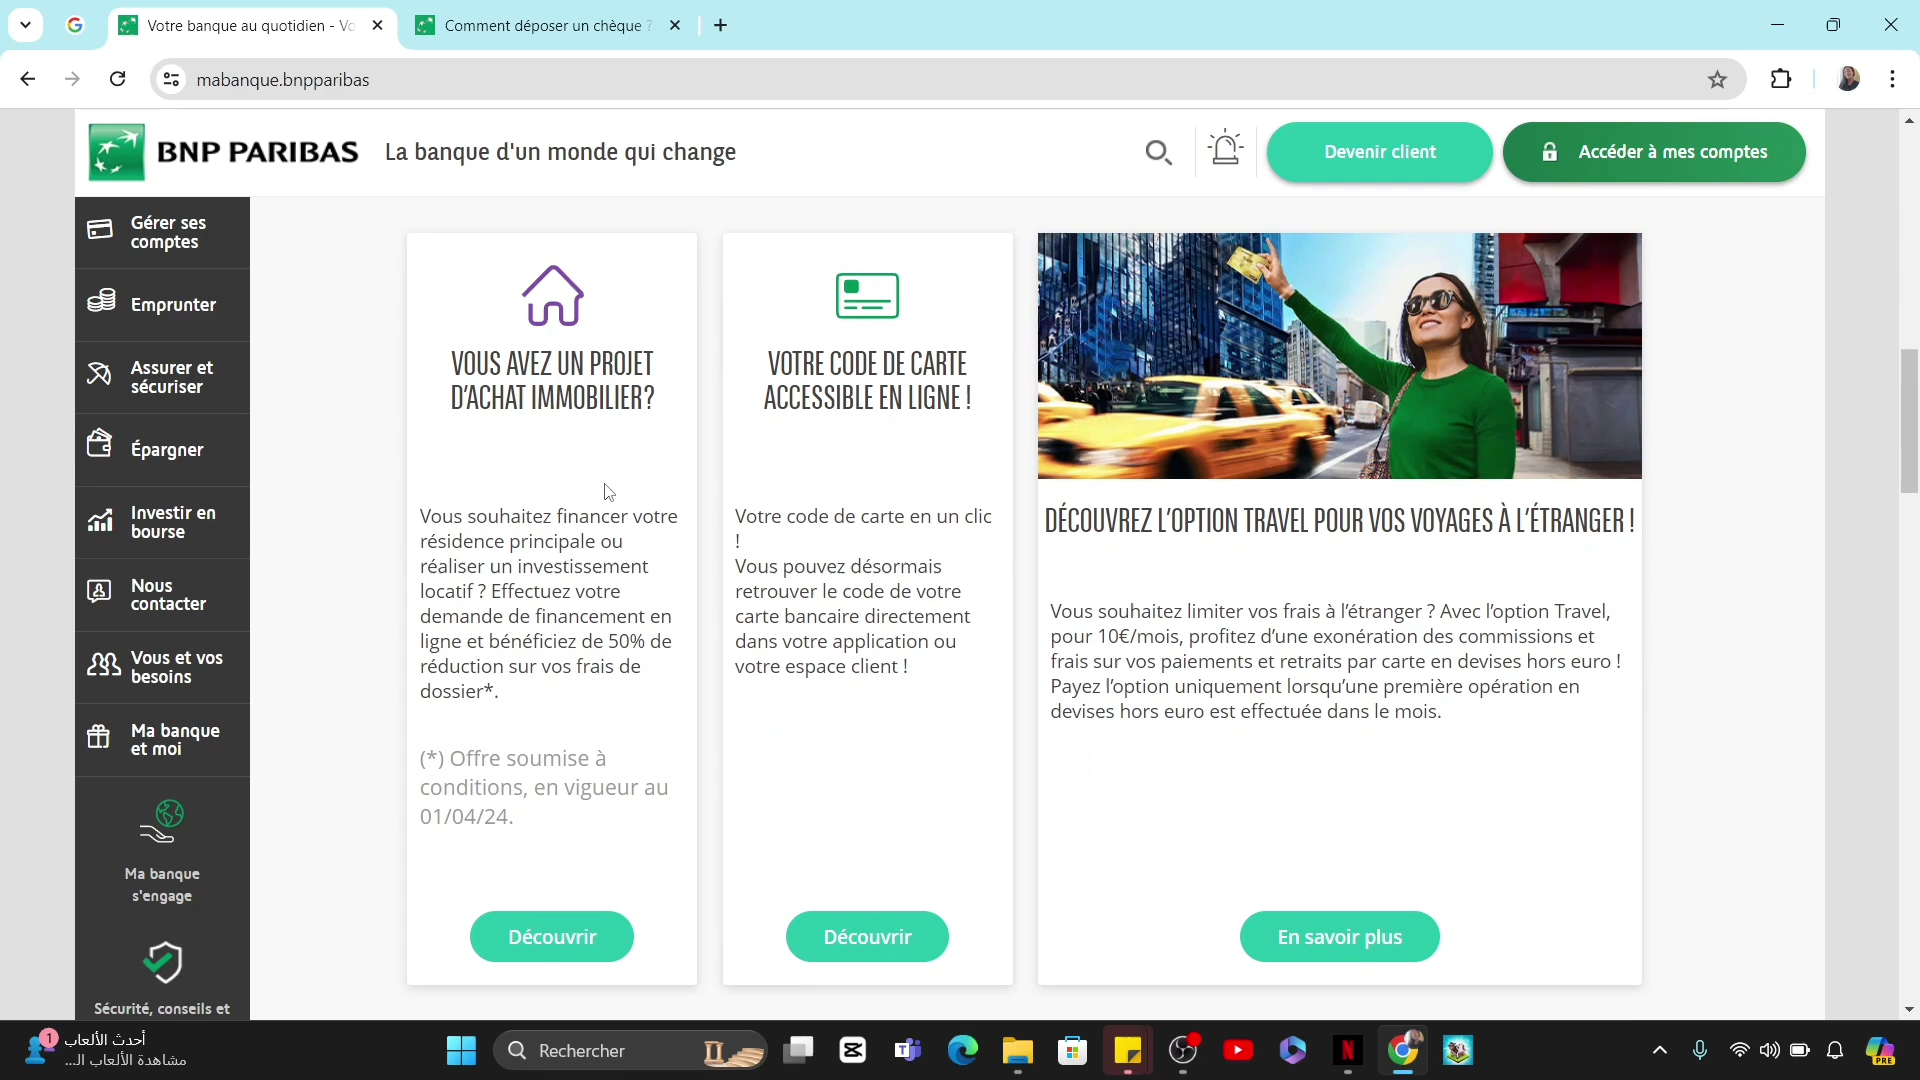 Votre banque au quotidien - Vo
Comment déposer un chèque ?
mabanque.bnpparibas
BNP PARIBAS
La banque d'un monde qui change
Devenir client
Accéder à mes comptes
Gérer ses
comptes
Emprunter
Assurer et
sécuriser
Épargner
Investir en
bourse
Nous
contacter
Vous et vos
besoins
Ma banque
et moi
Ma banque
s'engage
Sécurité, conseils et
VOUS AVEZ UN PROJET
D'ACHAT IMMOBILIER?
Vous souhaitez financer votre
résidence principale ou
réaliser un investissement
locatif ? Effectuez votre
demande de financement en
ligne et bénéficiez de 50% de
réduction sur vos frais de
dossier*.
(*) Offre soumise à
conditions, en vigueur au
01/04/24.
Découvrir
VOTRE CODE DE CARTE
ACCESSIBLE EN LIGNE !
Votre code de carte en un clic
!
Vous pouvez désormais
retrouver le code de votre
carte bancaire directement
dans votre application ou
votre espace client !
Découvrir
DÉCOUVREZ L'OPTION TRAVEL POUR VOS VOYAGES À L'ÉTRANGER !
Vous souhaitez limiter vos frais à l'étranger ? Avec l'option Travel,
pour 10€/mois, profitez d'une exonération des commissions et
frais sur vos paiements et retraits par carte en devises hors euro !
Payez l'option uniquement lorsqu'une première opération en
devises hors euro est effectuée dans le mois.
En savoir plus
1
أحدث الألعاب
مشاهدة الألعاب الـ...
Rechercher
PRE